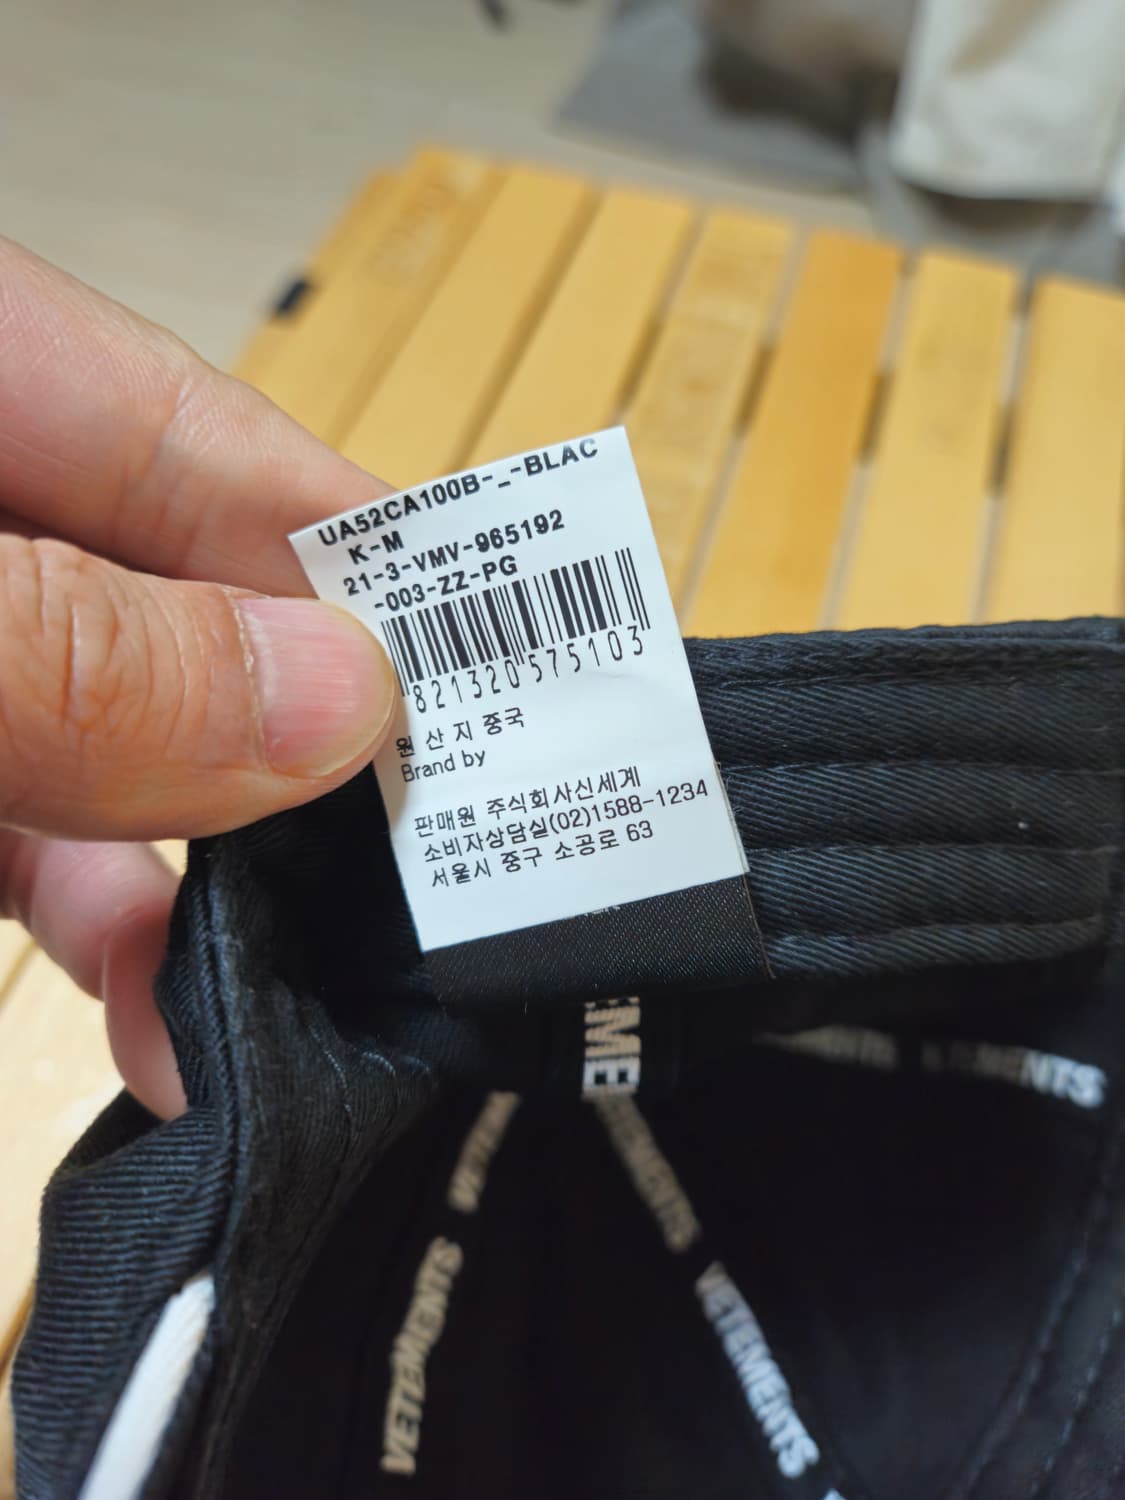 UA52CA100B-_-BLAC
K-M
21-3-VMV-965192
-003-ZZ-PG
821320575103
원 산 지 중국
Brand by
판매원 주식회사신세계
소비자상담실(02)1588-1234
서울시 중구 소공로 63
VETEMENTS
VETEMENTS
VETEMENTS